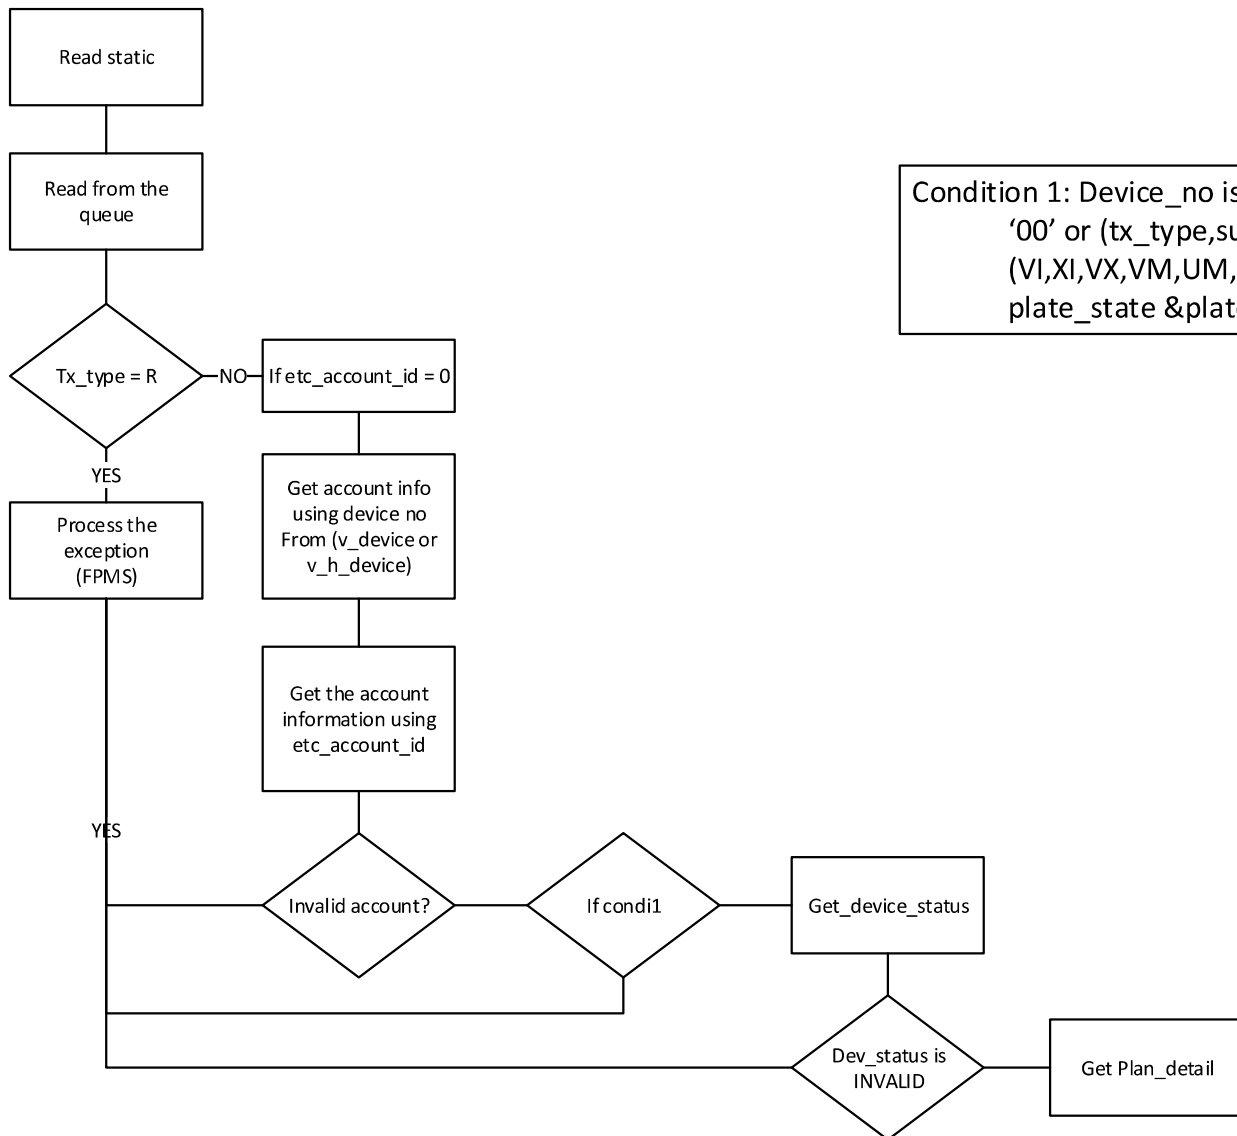 Read static
Read from the
queue
Condition 1: Device_no is
‘00’ or (tx_type,su
(VI,XI,VX,VM,UM,
plate_state &plat
Tx_type = R
NO
If etc_account_id = 0
YES
Get account info
using device no
From (v_device or
v_h_device)
Process the
exception
(FPMS)
Get the account
information using
etc_account_id
YES
Invalid account?
If condi1
Get_device_status
Dev_status is
INVALID
Get Plan_detail